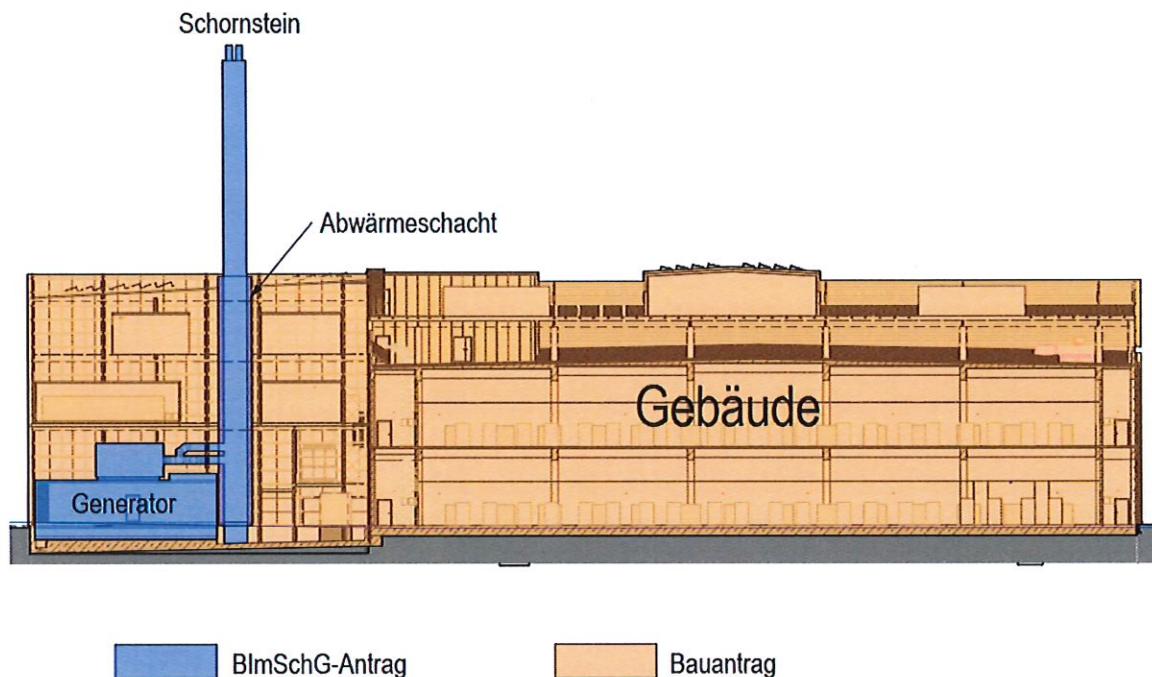 Schornstein
Abwärmeschacht
Gebäude
Generator
BImSchG-Antrag
Bauantrag